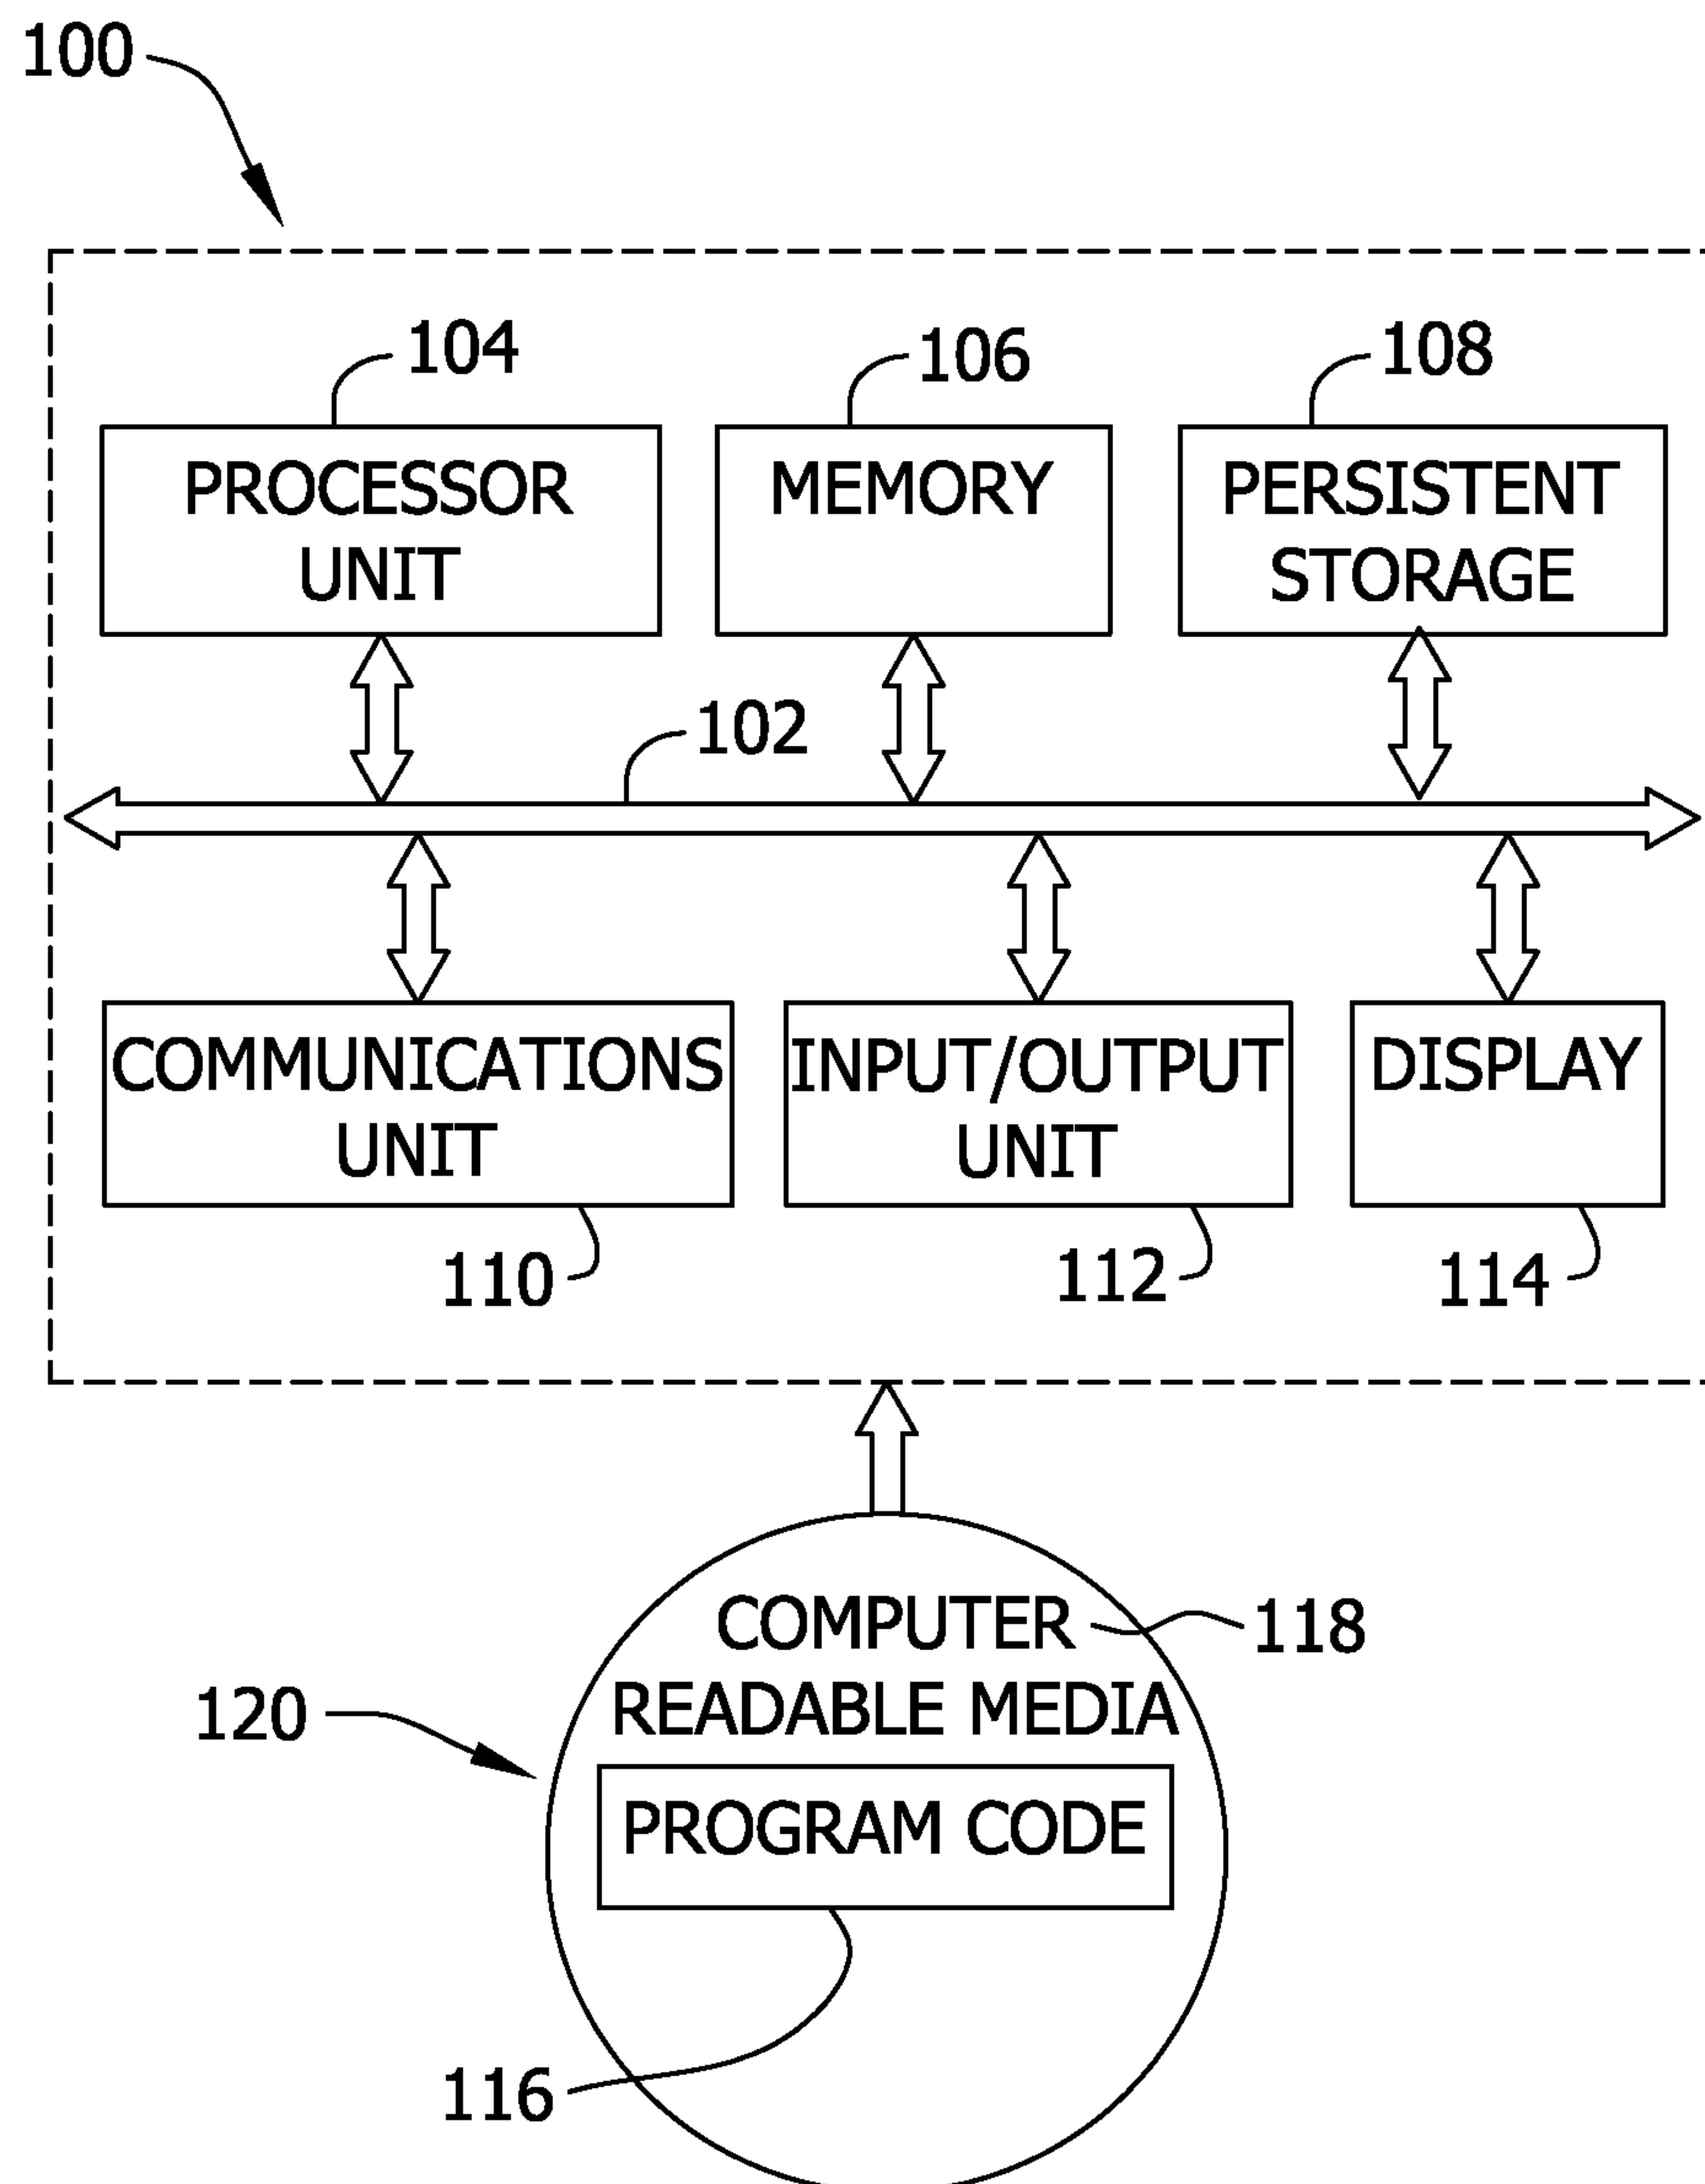 100
104
106
108
PROCESSOR
UNIT
MEMORY
PERSISTENT
STORAGE
102
COMMUNICATIONS
UNIT
INPUT/OUTPUT
UNIT
DISPLAY
110
112
114
COMPUTER
READABLE MEDIA
118
120
PROGRAM CODE
116